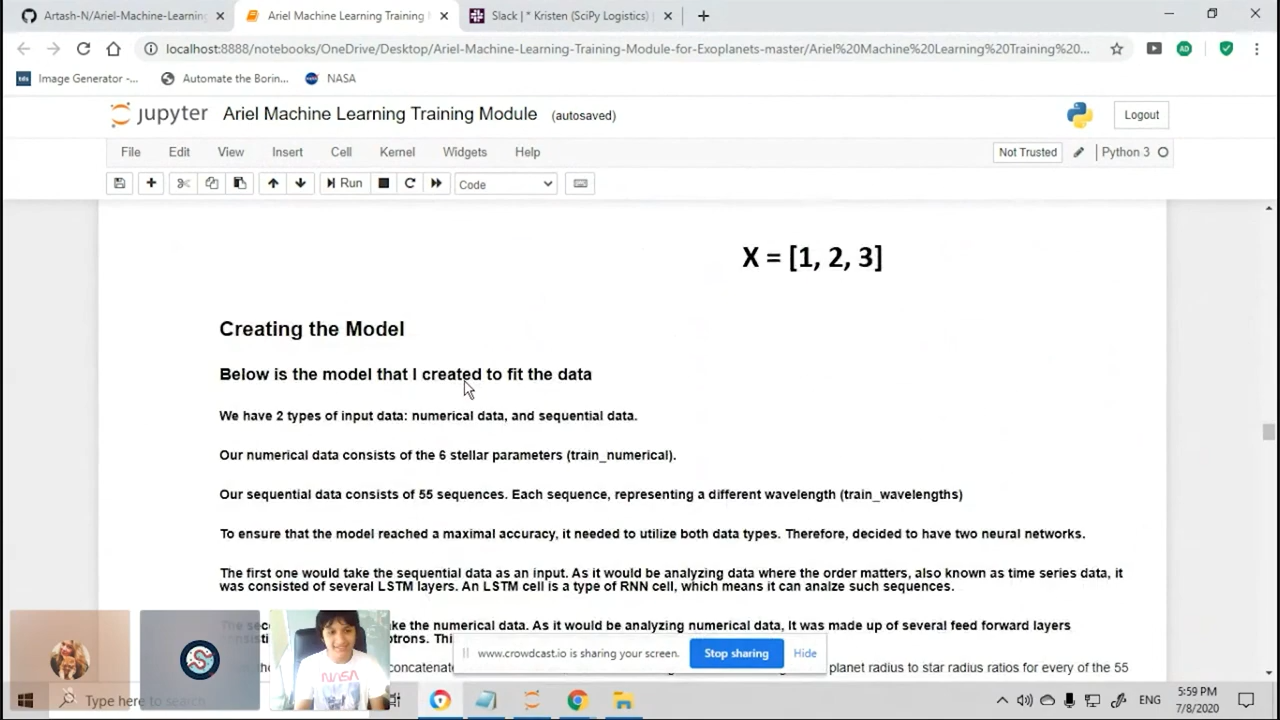 Artash-N/Ariel-Machine-Learning
Ariel Machine Learning Training
Slack | * Kristen (SciPy Logistics)
localhost:8888/notebooks/OneDrive/Desktop/Ariel-Machine-Learning-Training-Module-for-Exoplanets-master/Ariel%20Machine%20Learning%20Training%20...
Image Generator -...
Automate the Borin...
NASA
jupyter Ariel Machine Learning Training Module (autosaved)
Logout
File Edit View Insert Cell Kernel Widgets Help
Not Trusted
Python 3
Run
Code
X = [1, 2, 3]
Creating the Model
Below is the model that I created to fit the data
We have 2 types of input data: numerical data, and sequential data.
Our numerical data consists of the 6 stellar parameters (train_numerical).
Our sequential data consists of 55 sequences. Each sequence, representing a different wavelength (train_wavelengths)
To ensure that the model reached a maximal accuracy, it needed to utilize both data types. Therefore, decided to have two neural networks.
The first one would take the sequential data as an input. As it would be analyzing data where the order matters, also known as time series data, it
was consisted of several LSTM layers. An LSTM cell is a type of RNN cell, which means it can analze such sequences.
the numerical data. As it would be analyzing numerical data, It was made up of several feed forward layers
www.crowdcast.io is sharing your screen.
Stop sharing
Hide
planet radius to star radius ratios for every of the 55
NASA
Type here to search
ENG
5:59 PM
7/8/2020